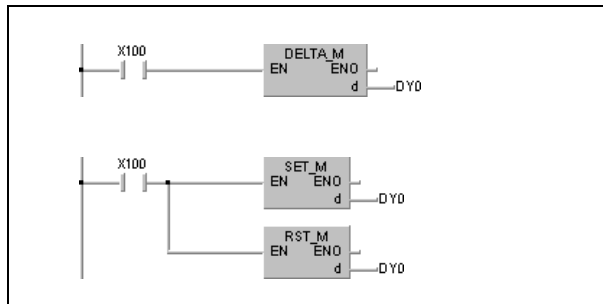 X100
DELTA_M
EN ENO
d DY0
X100
SET_M
EN ENO
d DY0
RST_M
EN ENO
d DY0